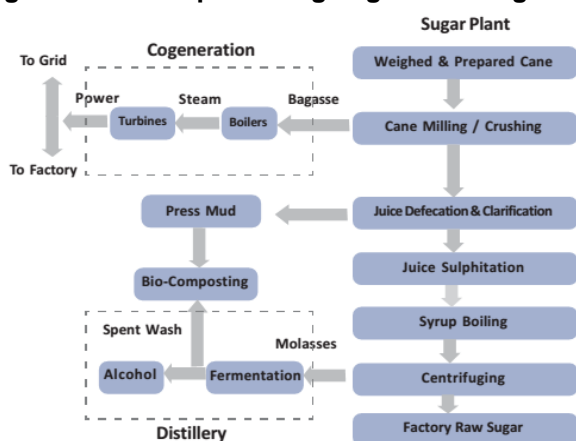 Sugar Plant
Cogeneration
To Grid
Weighed & Prepared Cane
Power
Steam
Bagasse
Turbines
Boilers
Cane Milling / Crushing
To Factory
Press Mud
Juice Defecation & Clarification
Bio-Composting
Juice Sulphitation
Spent Wash
Syrup Boiling
Molasses
Alcohol
Fermentation
Centrifuging
Distillery
Factory Raw Sugar